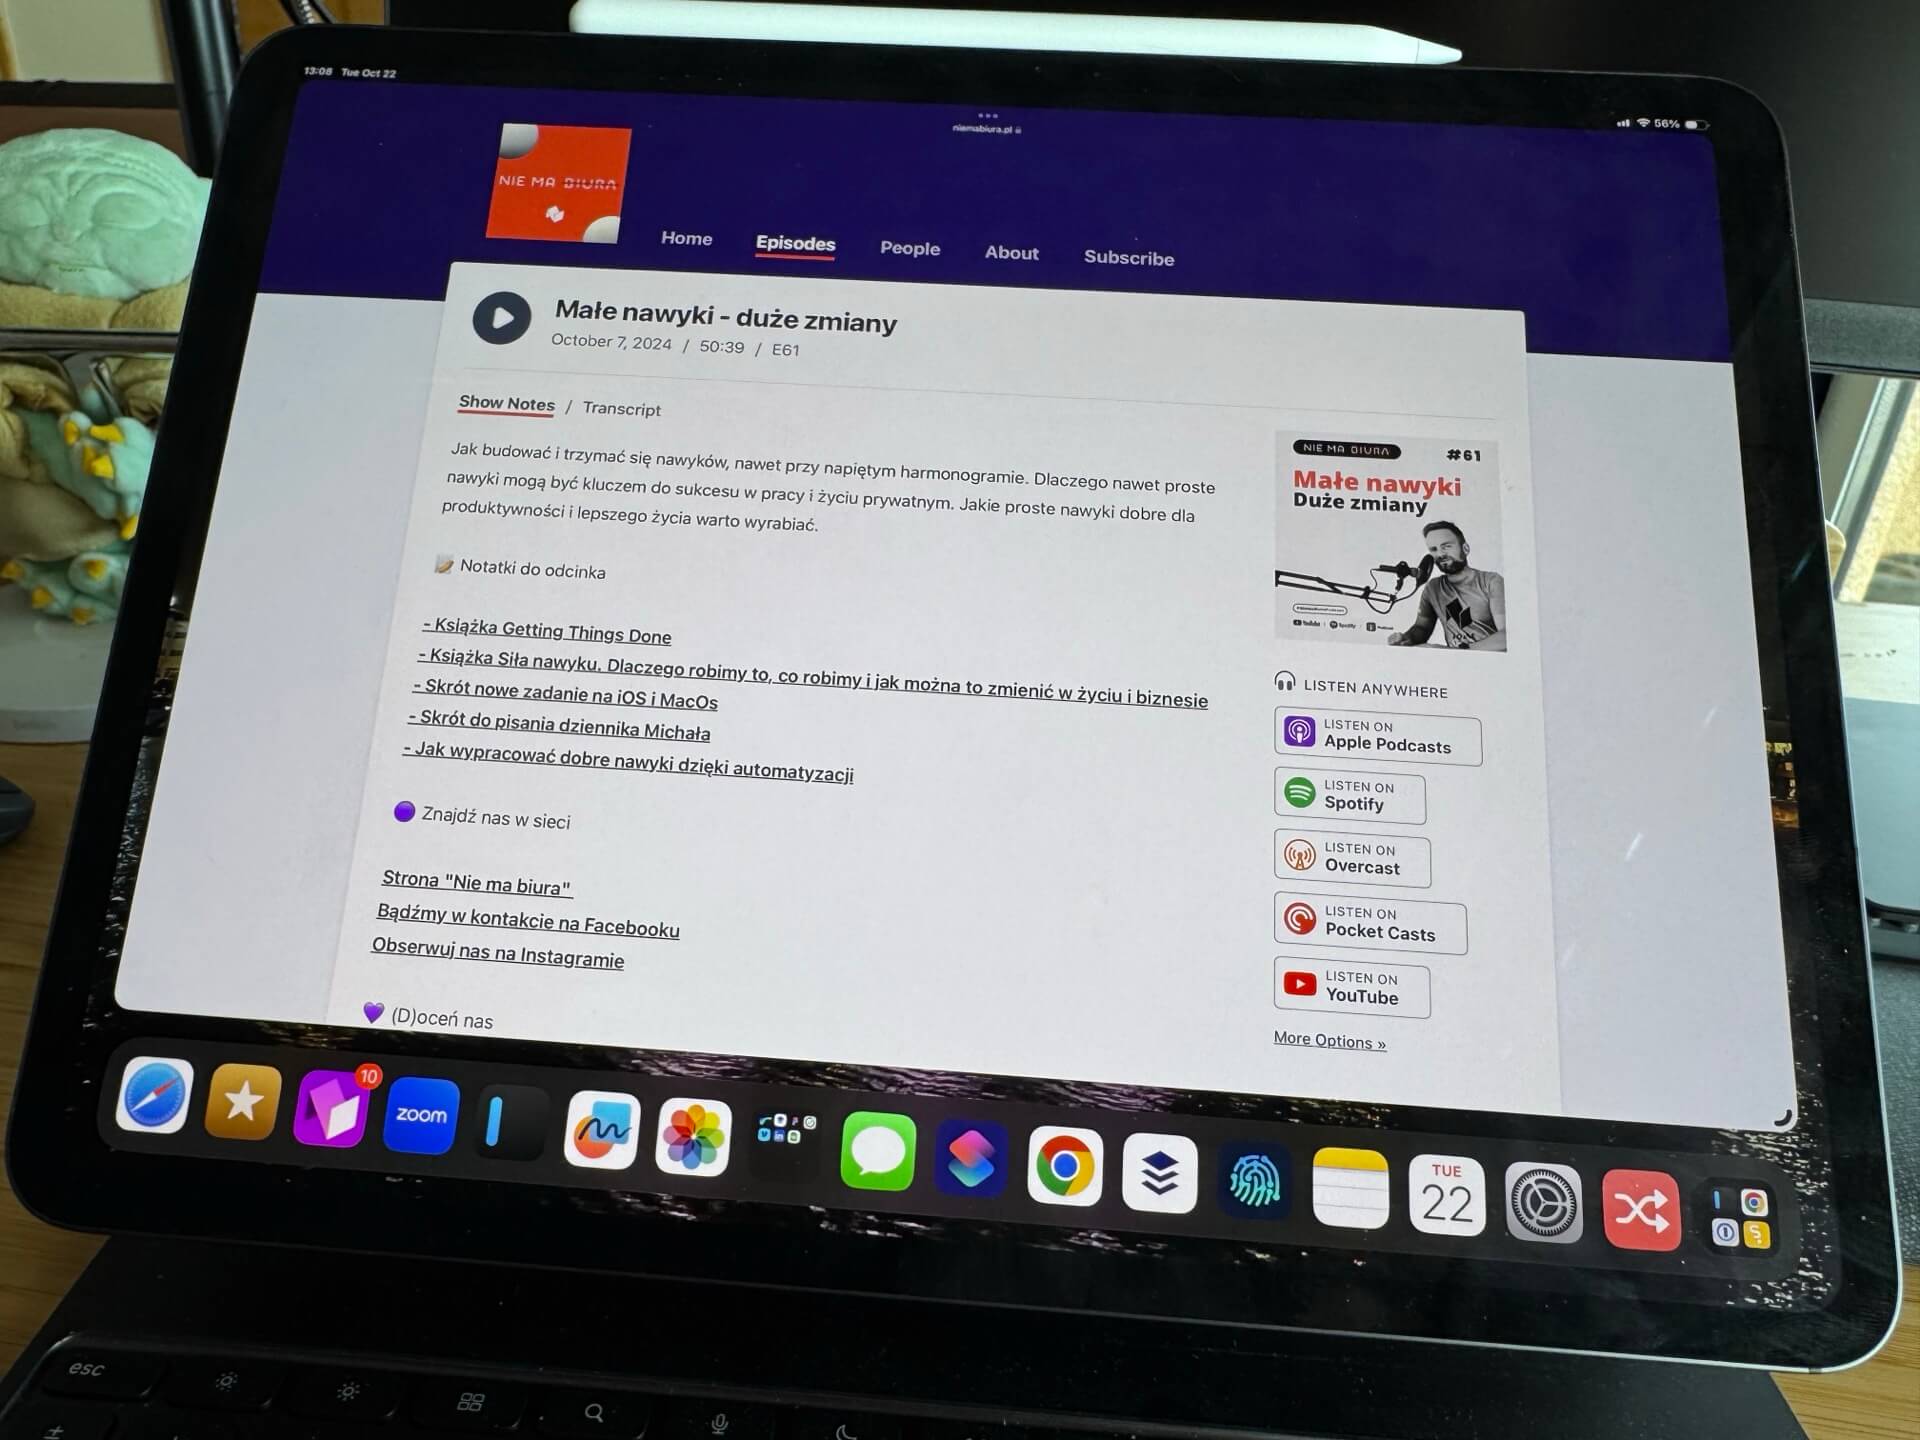 13:08 Tue Oct 22
niemabiura.pl
56%
NIE MA BIURA
Home
Episodes
People
About
Subscribe
Małe nawyki - duże zmiany
October 7, 2024 / 50:39 / E61
Show Notes / Transcript
Jak budować i trzymać się nawyków, nawet przy napiętym harmonogramie. Dlaczego nawet proste
nawyki mogą być kluczem do sukcesu w pracy i życiu prywatnym. Jakie proste nawyki dobre dla
produktywności i lepszego życia warto wyrabiać.
Notatki do odcinka
- Książka Getting Things Done
- Książka Siła nawyku. Dlaczego robimy to, co robimy i jak można to zmienić w życiu i biznesie
- Skrót nowe zadanie na iOS i MacOs
- Skrót do pisania dziennika Michała
- Jak wypracować dobre nawyki dzięki automatyzacji
Znajdź nas w sieci
Strona "Nie ma biura"
Bądźmy w kontakcie na Facebooku
Obserwuj nas na Instagramie
(D)oceń nas
NIE MA BIURA
#61
Małe nawyki
Duże zmiany
YouTube
Spotify
Podcast
LISTEN ANYWHERE
LISTEN ON
Apple Podcasts
LISTEN ON
Spotify
LISTEN ON
Overcast
LISTEN ON
Pocket Casts
LISTEN ON
YouTube
More Options »
10
zoom
TUE
22
esc